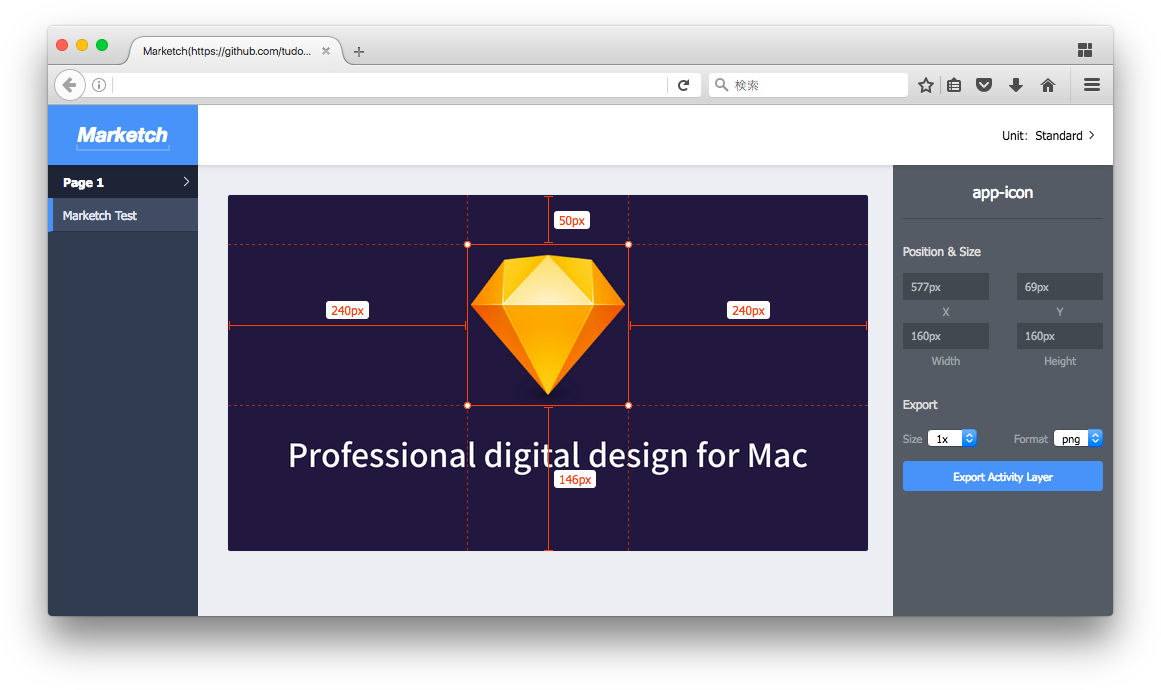 Marketch(https://github.com/tudo...
検索
Marketch
Unit: Standard
Page 1
Marketch Test
50px
240px
240px
Professional digital design for Mac
146px
app-icon
Position & Size
577px 69px
X Y
160px 160px
Width Height
Export
Size 1x Format png
Export Activity Layer